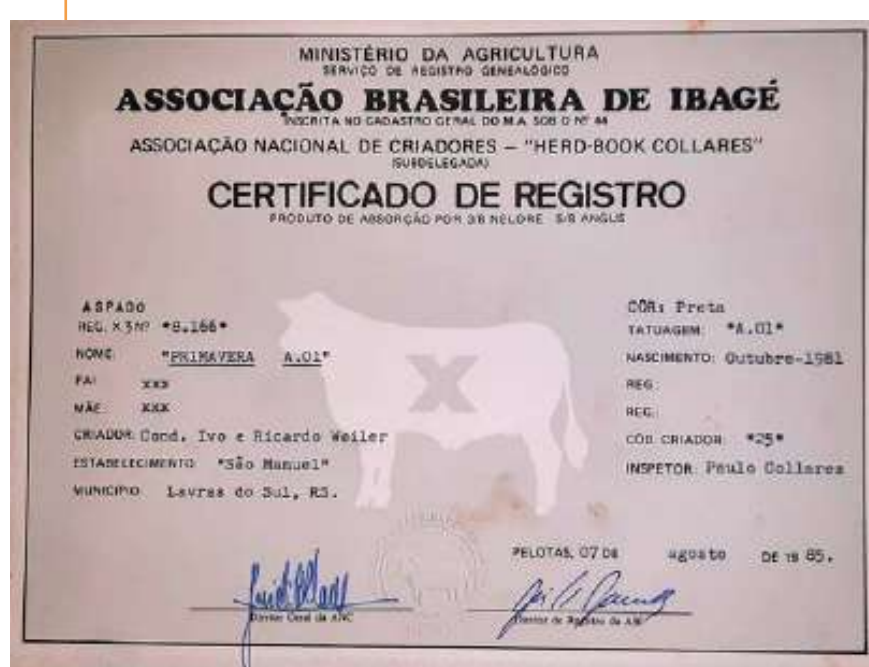 MINISTÉRIO DA AGRICULTURA
SERVIÇO DE REGISTRO GENEALÓGICO
ASSOCIAÇÃO BRASILEIRA DE IBAGÉ
INSCRITA NO CADASTRO GERAL DO M.A. SOB O Nº 44
ASSOCIAÇÃO NACIONAL DE CRIADORES – "HERD-BOOK COLLARES"
(SUBDELEGADA)
CERTIFICADO DE REGISTRO
PRODUTO DE ABSORÇÃO POR 3/8 NELORE 5/8 ANGUS
ASPADO
CÔR: Preta
REG. X 3 Nº *8.166*
TATUAGEM: *A.01*
NOME: "PRIMAVERA A.01"
NASCIMENTO: Outubro-1981
PAI: xxx
REG.:
MÃE: XXX
REG.:
CRIADOR: Cond. Ivo e Ricardo Weiler
CÓD. CRIADOR: *25*
ESTABELECIMENTO: "São Manuel"
INSPETOR: Paulo Collares
MUNICÍPIO: Lavras do Sul, RS.
X
PELOTAS, 07 DE agosto DE 19 85.
Diretor Geral da ANC
Diretor de Registro da